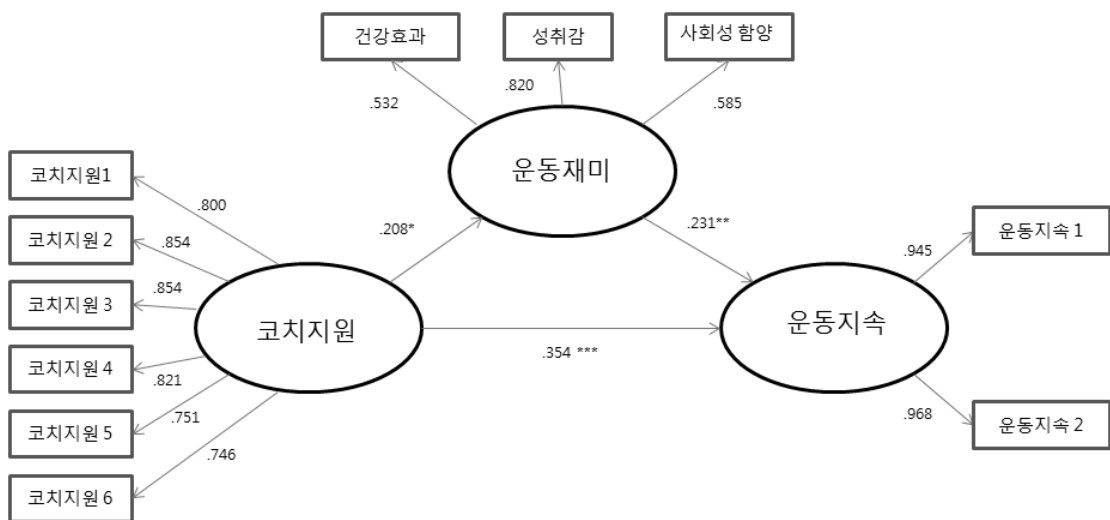 건강효과
성취감
사회성 함양
.532
.820
.585
운동재미
코치지원1
.800
.208*
.231**
코치지원 2
.854
운동지속 1
.945
코치지원 3
.854
코치지원
운동지속
.354 ***
코치지원 4
.821
코치지원 5
.751
.968
운동지속 2
.746
코치지원 6